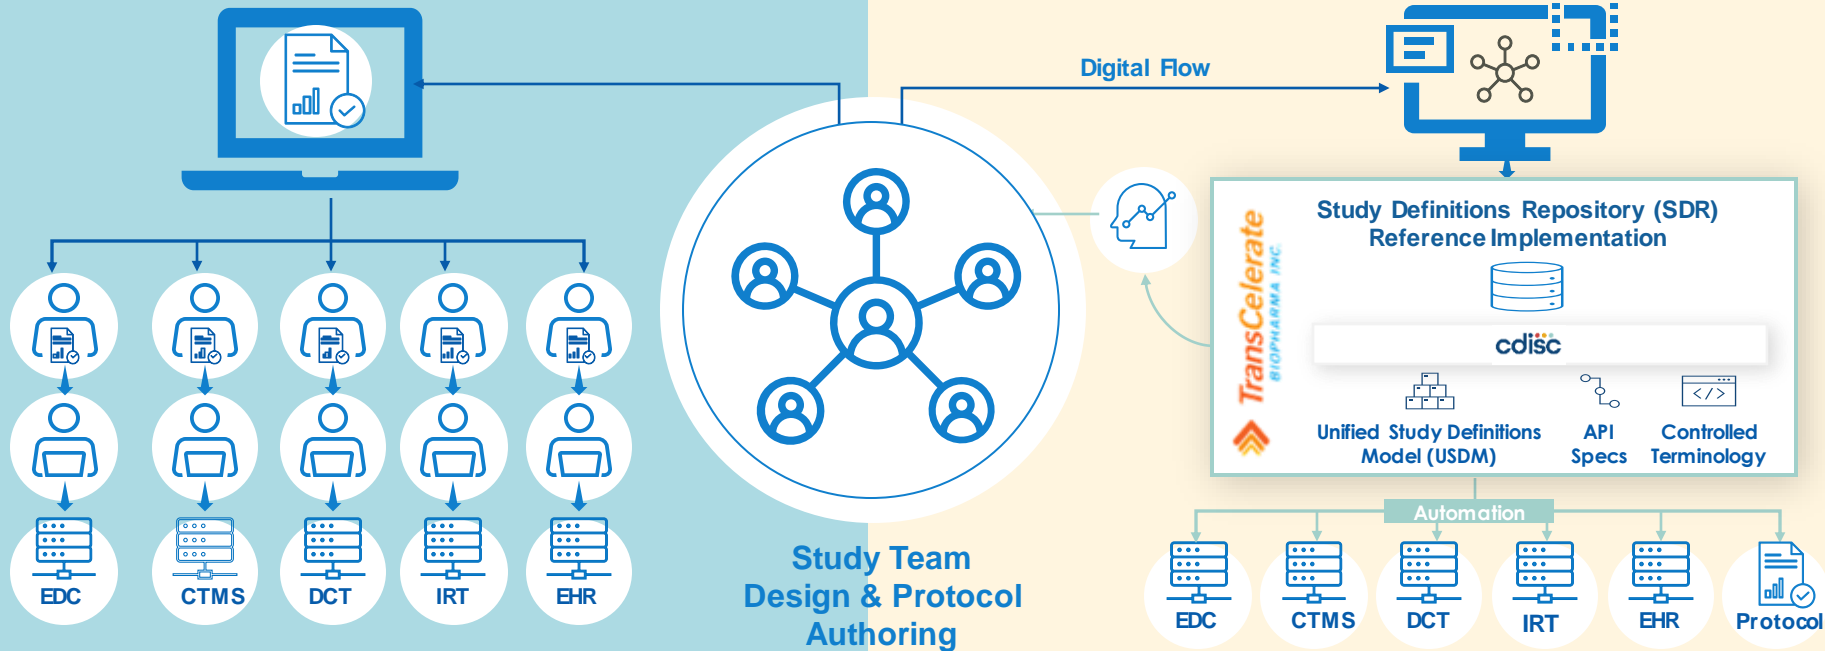 Digital Flow
Study Team
Design & Protocol
Authoring
EDC
CTMS
DCT
IRT
EHR
TransCelerate
BIOPHARMA INC.
Study Definitions Repository (SDR)
Reference Implementation
cdisc
</>
Unified Study Definitions
Model (USDM)
API
Specs
Controlled
Terminology
Automation
EDC
CTMS
DCT
IRT
EHR
Protocol